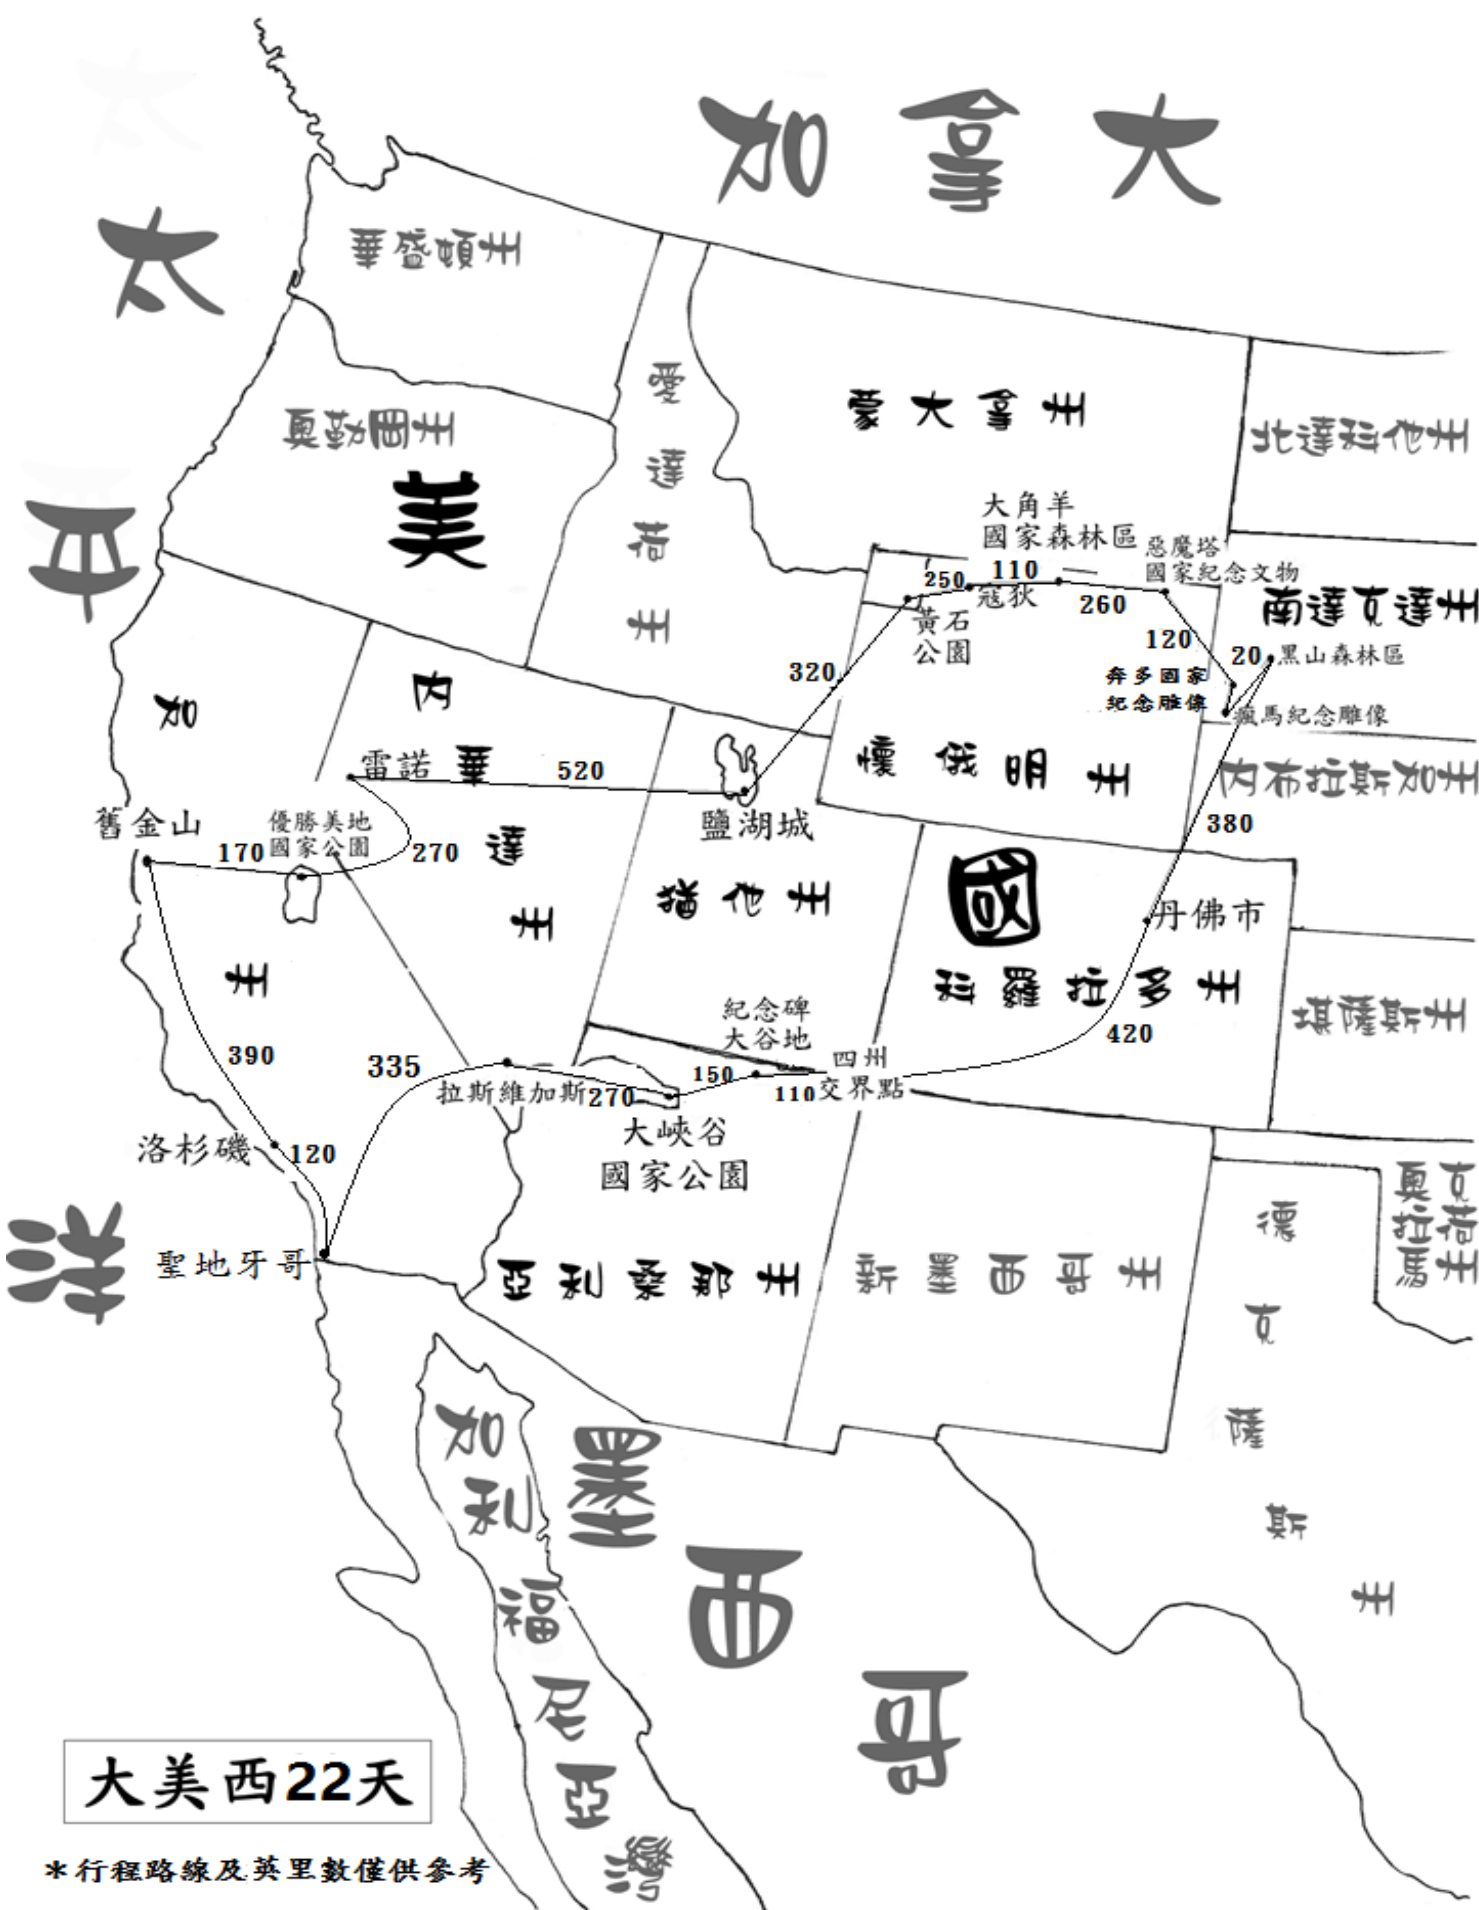 加拿大
太平洋
華盛頓州
奧勒岡州
愛達荷州
蒙大拿州
北達科他州
美國
大角羊
國家森林區
惡魔塔
國家紀念文物
250
110
寇狄
260
黃石
公園
南達克達州
120
20
黑山森林區
奔多國家
紀念雕像
瘋馬紀念雕像
320
加州
內華達州
雷諾
520
懷俄明州
內布拉斯加州
舊金山
優勝美地
國家公園
170
270
鹽湖城
380
猶他州
丹佛市
科羅拉多州
堪薩斯州
紀念碑
大谷地
四州
交界點
420
390
335
拉斯維加斯
270
150
110
大峽谷
國家公園
洛杉磯
120
聖地牙哥
亞利桑那州
新墨西哥州
德克薩斯州
奧克
拉荷
馬州
加利福尼亞灣
墨西哥
大美西22天
*行程路線及英里數僅供參考